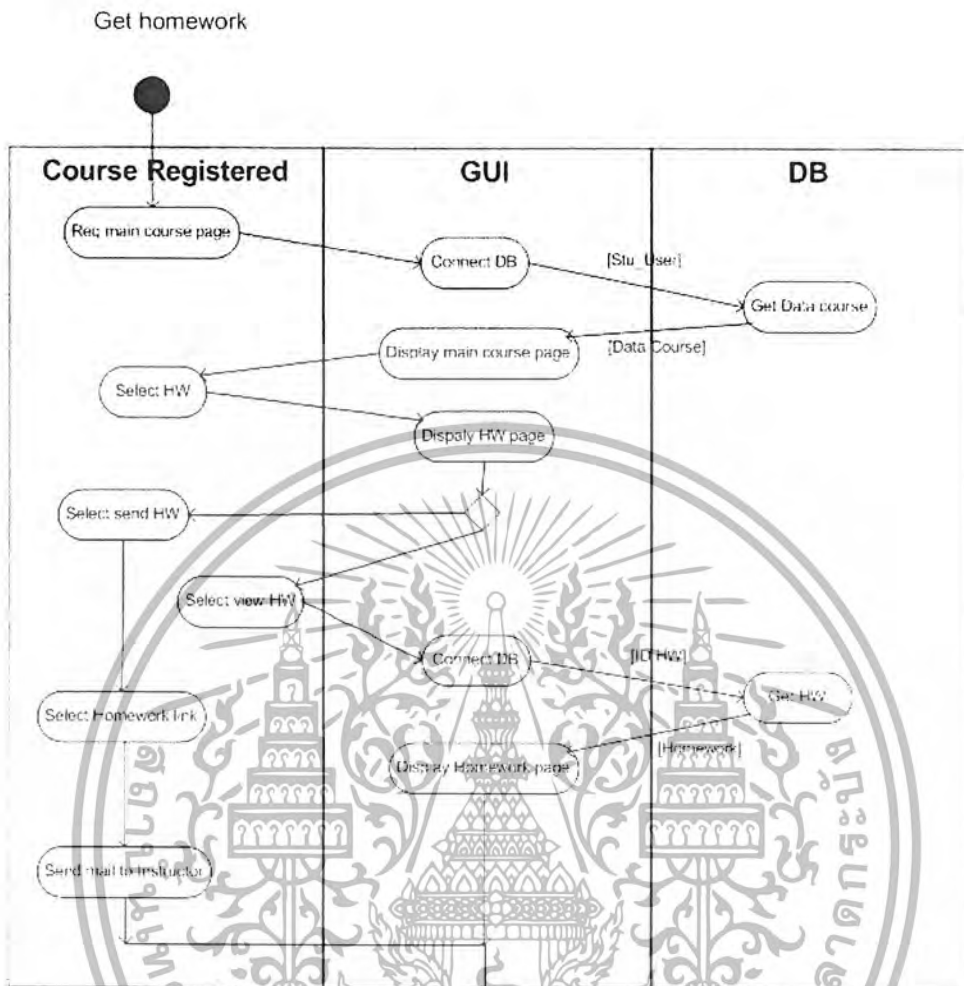 Get homework
Course Registered
GUI
DB
Req main course page
Connect DB
[Stu_User]
Get Data course
[Data Course]
Display main course page
Select HW
Dispaly HW page
Select send HW
Select view HW
Connect DB
[ID HW]
Get HW
Select Homework link
[Homework]
Display Homework page
Send mail to Instructor